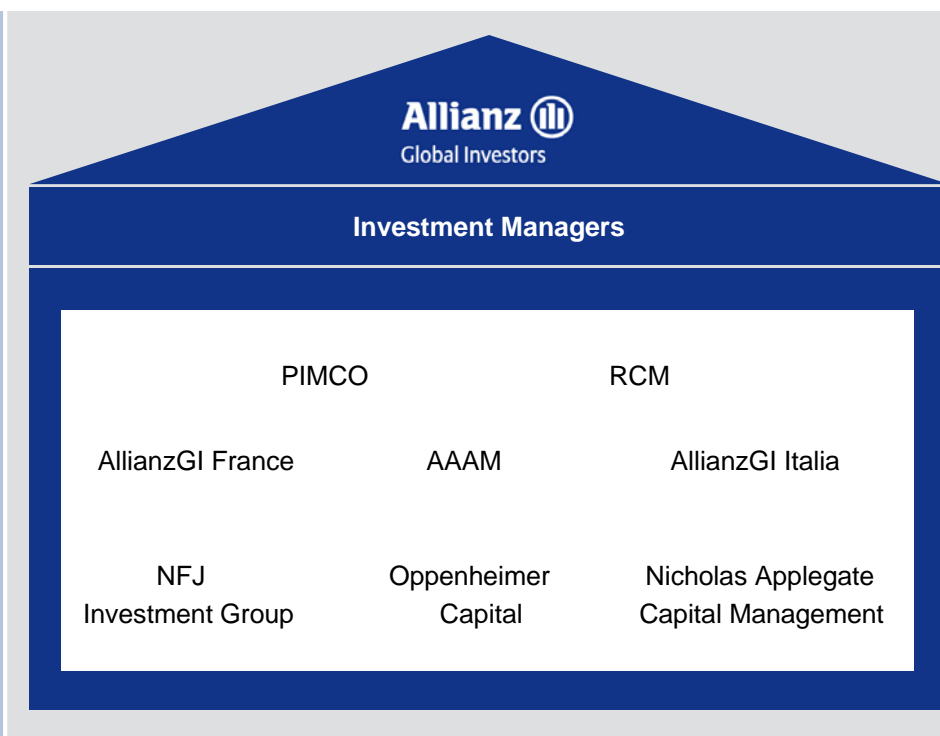 Allianz
Global Investors
Investment Managers
PIMCO RCM
AllianzGI France AAAM AllianzGI Italia
NFJ Oppenheimer Nicholas Applegate
Investment Group Capital Capital Management